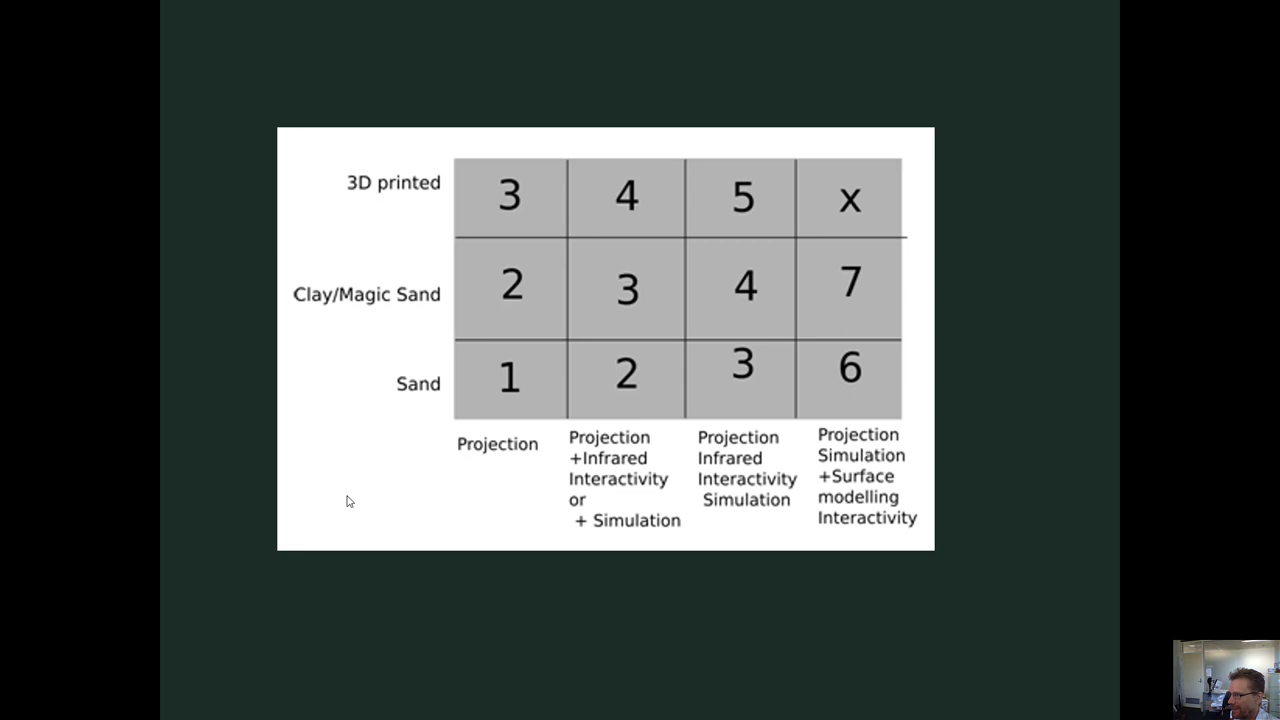 3D printed 3 4 5 x
Clay/Magic Sand 2 3 4 7
Sand 1 2 3 6
Projection
Projection
+Infrared
Interactivity
or
+ Simulation
Projection
Infrared
Interactivity
Simulation
Projection
Simulation
+Surface
modelling
Interactivity